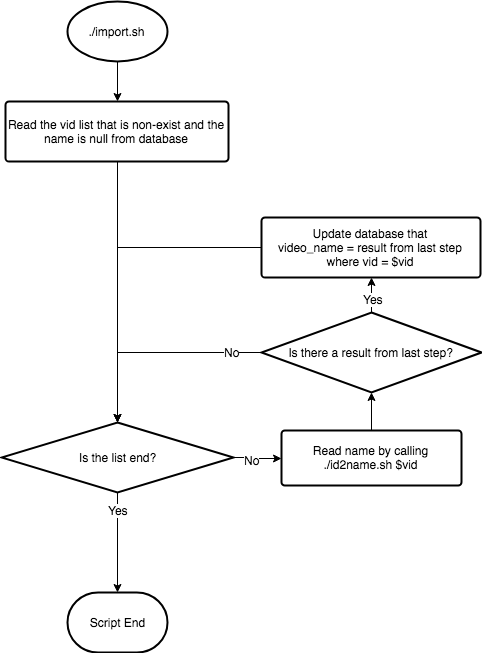 ./import.sh
Read the vid list that is non-exist and the
name is null from database
Update database that
video_name = result from last step
where vid = $vid
Yes
Is there a result from last step?
No
Is the list end?
No
Read name by calling
./id2name.sh $vid
Yes
Script End